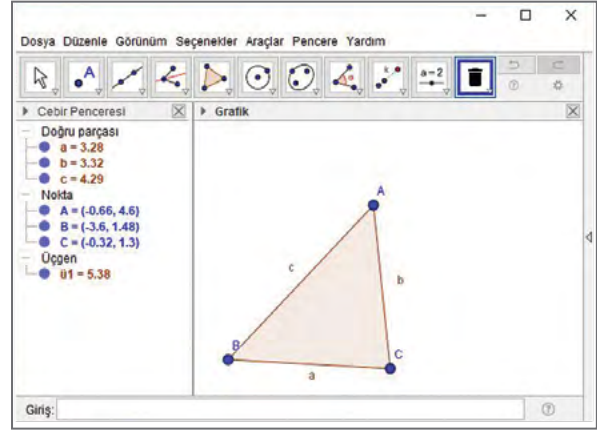 Dosya Düzenle Görünüm Seçenekler Araçlar Pencere Yardım
A
a=2
Cebir Penceresi
Grafik
Doğru parçası
a = 3.28
b = 3.32
c = 4.29
Nokta
A = (-0.66, 4.6)
B = (-3.6, 1.48)
C = (-0.32, 1.3)
Üçgen
ü1 = 5.38
A
c
b
B
C
a
Giriş: